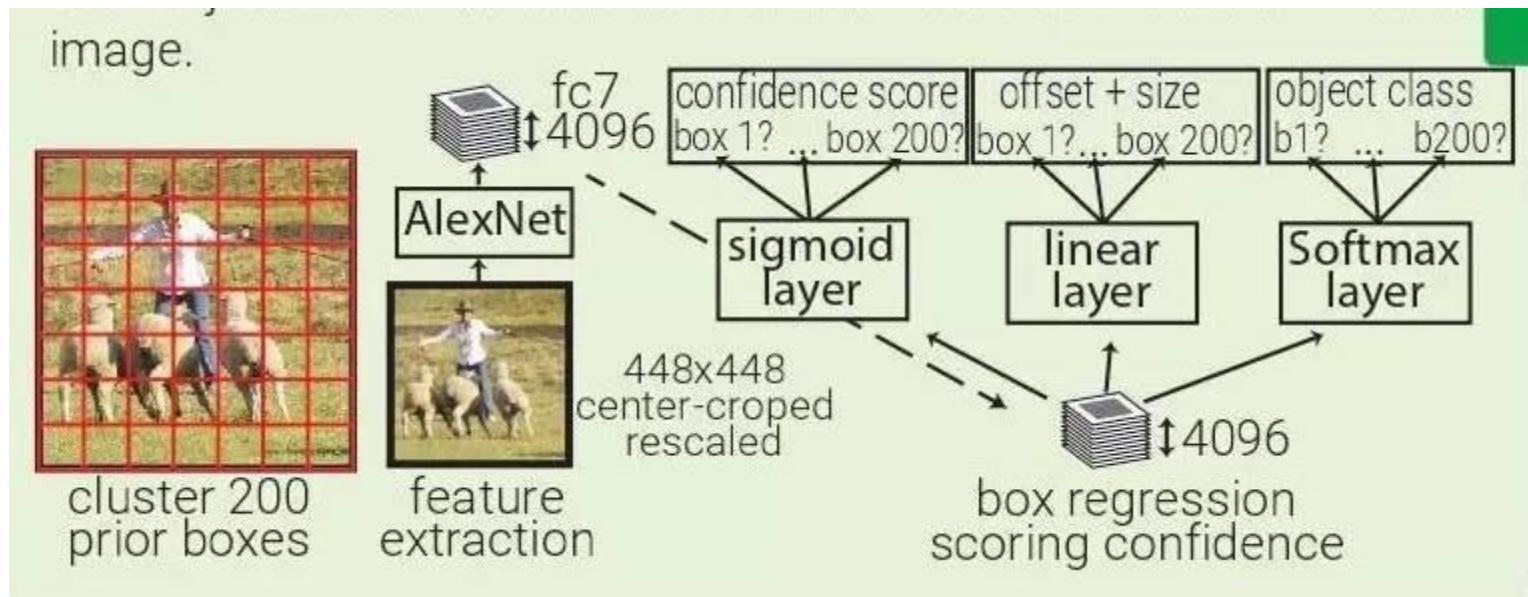 image.
fc7
4096
confidence score
box 1? ... box 200?
offset + size
box 1?... box 200?
object class
b1? ... b200?
AlexNet
sigmoid
layer
linear
layer
Softmax
layer
448x448
center-croped
rescaled
4096
cluster 200
prior boxes
feature
extraction
box regression
scoring confidence